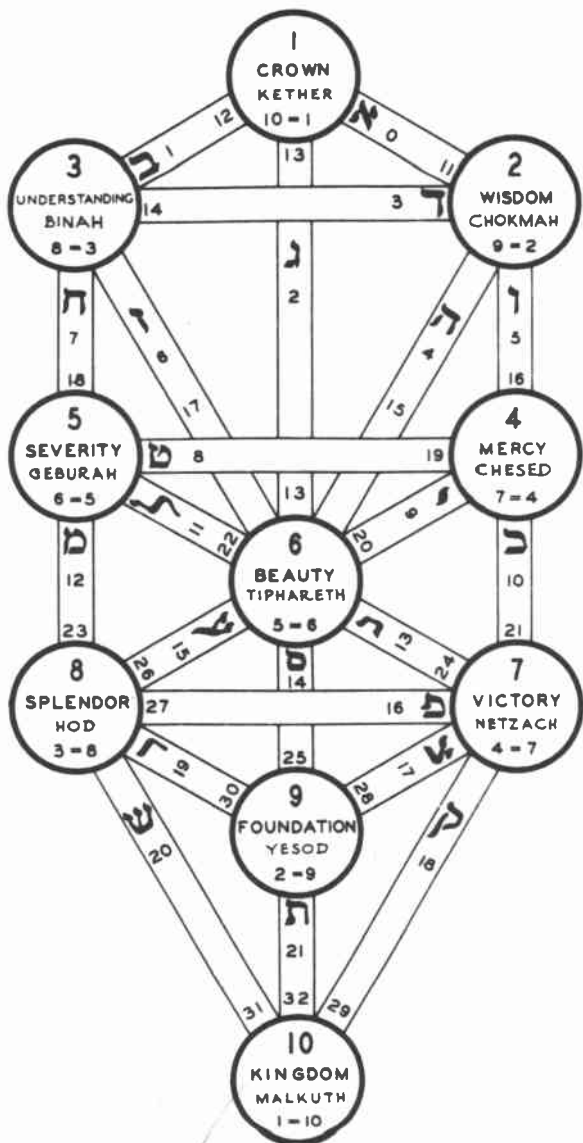 1
CROWN
KETHER
10 = 1
12 1 ב
א 0 11
13
ג
2
13
3
UNDERSTANDING
BINAH
8 = 3
2
WISDOM
CHOKMAH
9 = 2
14 3 ד
ח
7
18
ז 6 17
ה 4 15
ו
5
16
5
SEVERITY
GEBURAH
6 = 5
ט 8 19
4
MERCY
CHESED
7 = 4
ל 11 22
20 9 י
6
BEAUTY
TIPHARETH
5 = 6
מ
12
23
כ
10
21
26 15 ע
ס
14
25
נ 13 24
8
SPLENDOR
HOD
3 = 8
27 16 פ
7
VICTORY
NETZACH
4 = 7
ר 19 30
28 17 צ
9
FOUNDATION
YESOD
2 = 9
ש 20 31
ת
21
32
ק 18 29
10
KINGDOM
MALKUTH
1 = 10